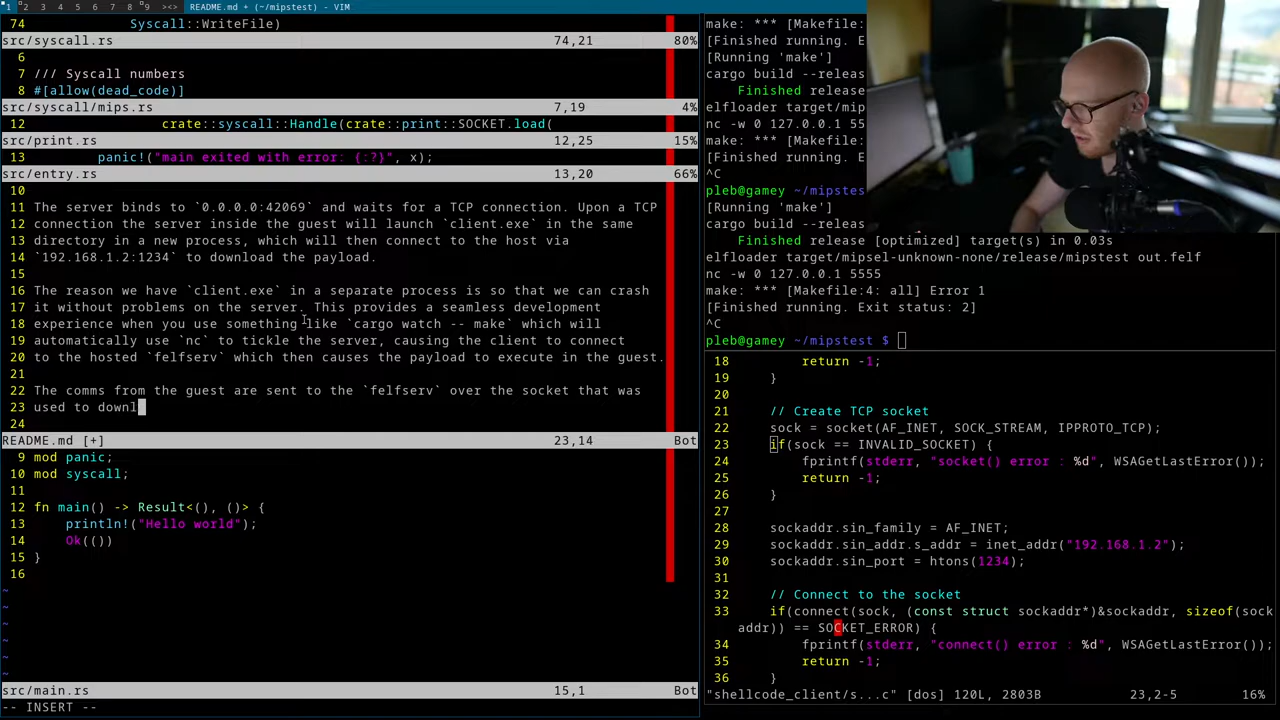 1 2 3 4 5 6 7 8 9 ><> README.md + (~/mipstest) - VIM
74 Syscall::WriteFile)
src/syscall.rs 74,21 80%
6
7 /// Syscall numbers
8 #[allow(dead_code)]
src/syscall/mips.rs 7,19 4%
12 crate::syscall::Handle(crate::print::SOCKET.load(
src/print.rs 12,25 15%
13 panic!("main exited with error: {:?}", x);
src/entry.rs 13,20 66%
10
11 The server binds to `0.0.0.0:42069` and waits for a TCP connection. Upon a TCP
12 connection the server inside the guest will launch `client.exe` in the same
13 directory in a new process, which will then connect to the host via
14 `192.168.1.2:1234` to download the payload.
15
16 The reason we have `client.exe` in a separate process is so that we can crash
17 it without problems on the server. This provides a seamless development
18 experience when you use something like `cargo watch -- make` which will
19 automatically use `nc` to tickle the server, causing the client to connect
20 to the hosted `felfserv` which then causes the payload to execute in the guest.
21
22 The comms from the guest are sent to the `felfserv` over the socket that was
23 used to downl
24
README.md [+] 23,14 Bot
9 mod panic;
10 mod syscall;
11
12 fn main() -> Result<(), ()> {
13 println!("Hello world");
14 Ok(())
15 }
16
~
~
~
~
~
~
src/main.rs 15,1 Bot
-- INSERT --
make: *** [Makefile:
[Finished running. E
[Running 'make']
cargo build --releas
Finished release
elfloader target/mip
nc -w 0 127.0.0.1 55
make: *** [Makefile:
[Finished running. E
^C
pleb@gamey ~/mipstes
[Running 'make']
cargo build --releas
Finished release [optimized] target(s) in 0.03s
elfloader target/mipsel-unknown-none/release/mipstest out.felf
nc -w 0 127.0.0.1 5555
make: *** [Makefile:4: all] Error 1
[Finished running. Exit status: 2]
^C
pleb@gamey ~/mipstest $
18 return -1;
19 }
20
21 // Create TCP socket
22 sock = socket(AF_INET, SOCK_STREAM, IPPROTO_TCP);
23 if(sock == INVALID_SOCKET) {
24 fprintf(stderr, "socket() error : %d", WSAGetLastError());
25 return -1;
26 }
27
28 sockaddr.sin_family = AF_INET;
29 sockaddr.sin_addr.s_addr = inet_addr("192.168.1.2");
30 sockaddr.sin_port = htons(1234);
31
32 // Connect to the socket
33 if(connect(sock, (const struct sockaddr*)&sockaddr, sizeof(sock
addr)) == SOCKET_ERROR) {
34 fprintf(stderr, "connect() error : %d", WSAGetLastError());
35 return -1;
36 }
"shellcode_client/s...c" [dos] 120L, 2803B 23,2-5 16%